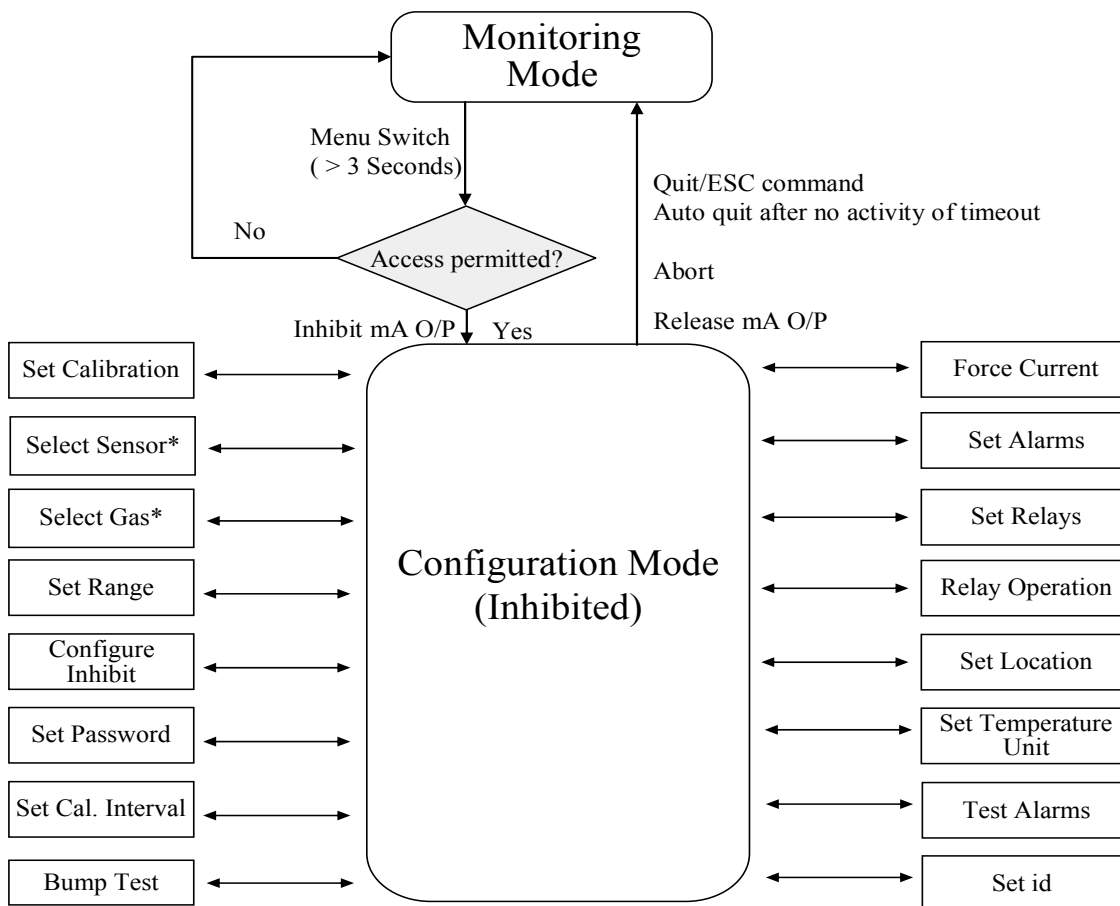 Monitoring
Mode
Menu Switch
( > 3 Seconds)
Quit/ESC command
Auto quit after no activity of timeout
No
Access permitted?
Abort
Inhibit mA O/P
Yes
Release mA O/P
Set Calibration
Select Sensor*
Select Gas*
Set Range
Configure
Inhibit
Set Password
Set Cal. Interval
Bump Test
Configuration Mode
(Inhibited)
Force Current
Set Alarms
Set Relays
Relay Operation
Set Location
Set Temperature
Unit
Test Alarms
Set id